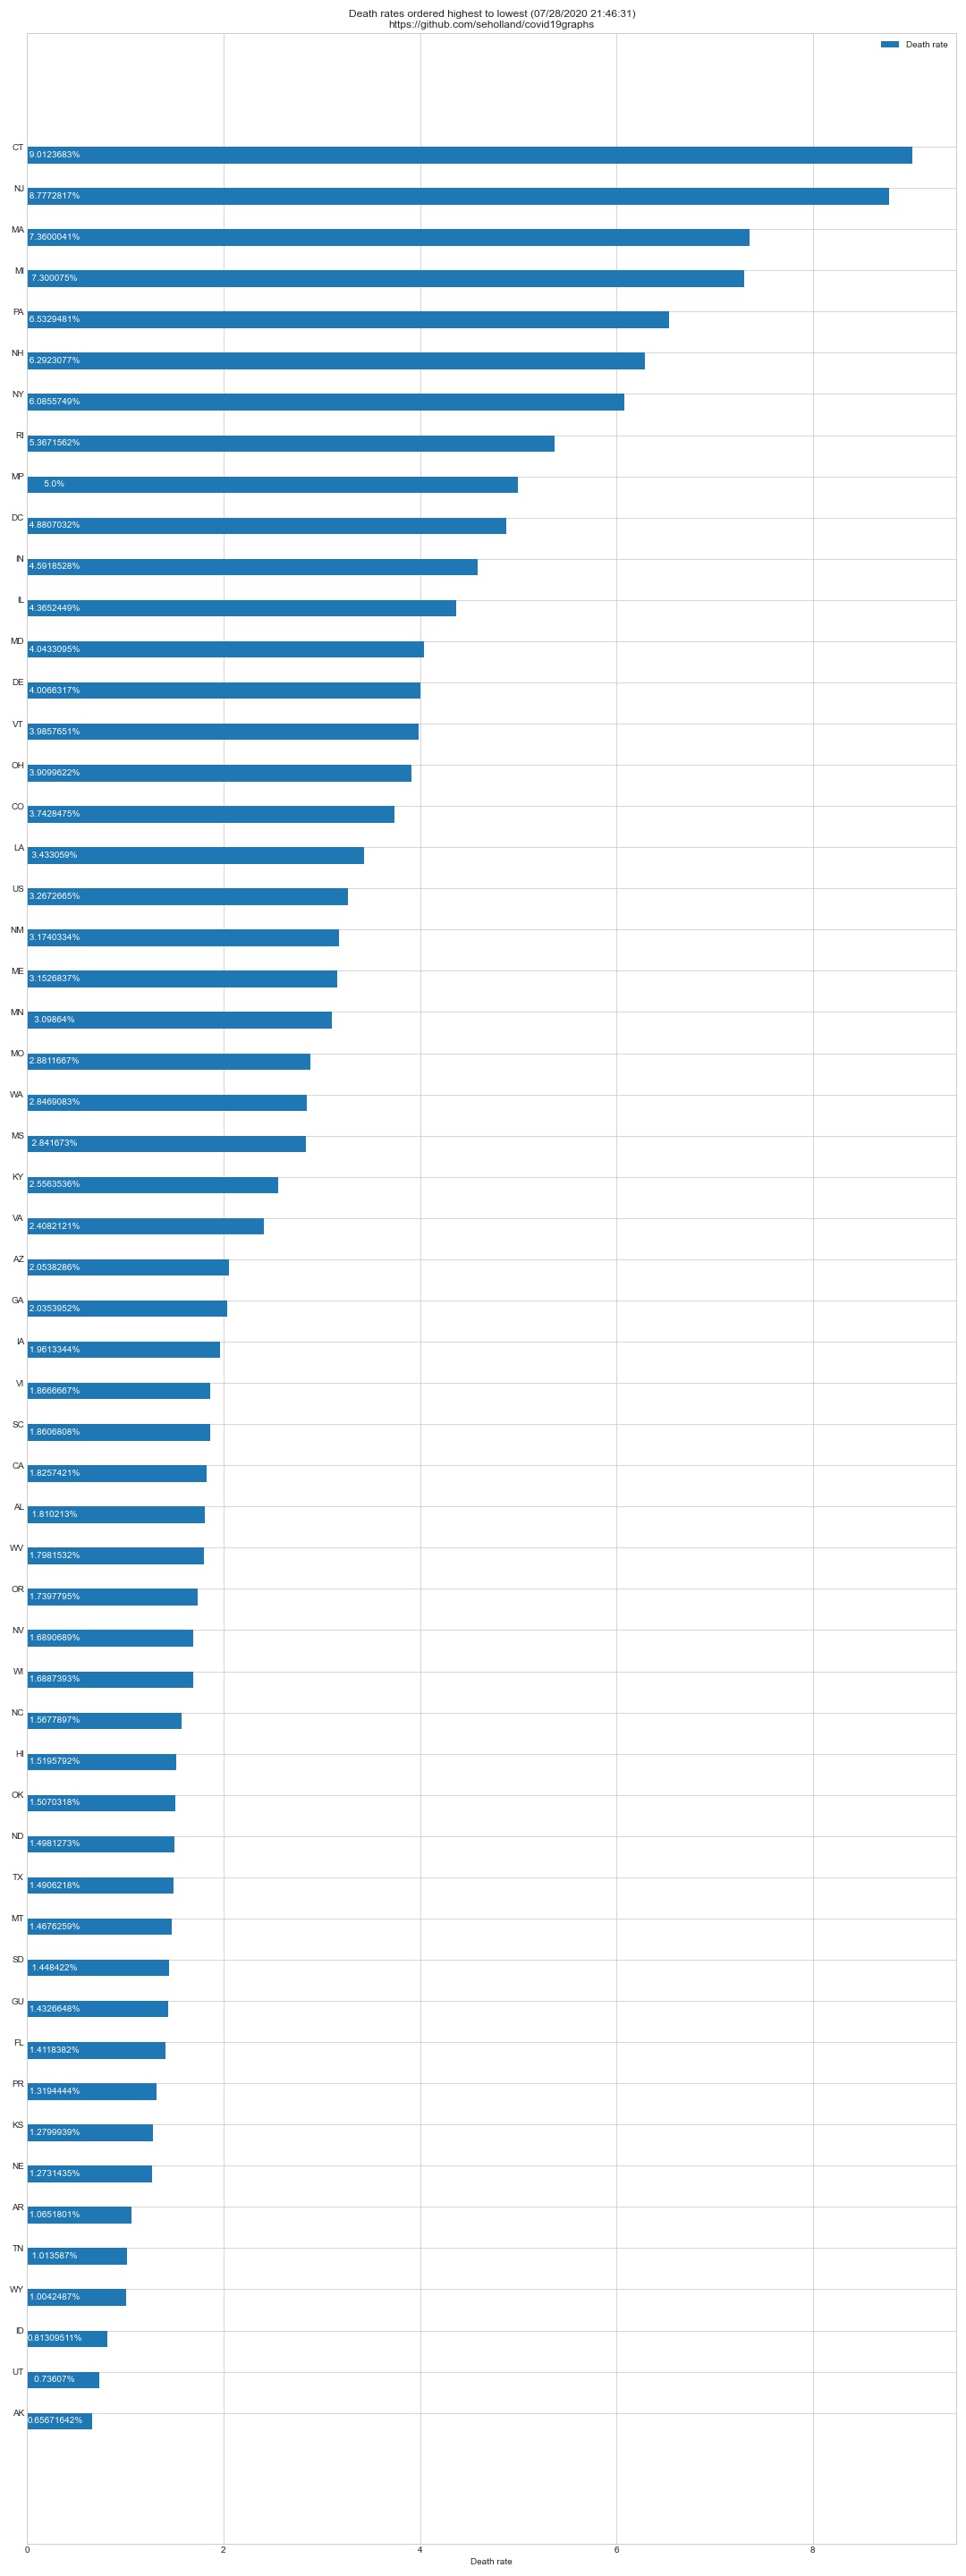 Death rates ordered highest to lowest (07/28/2020 21:46:31)
https://github.com/seholland/covid19graphs
Death rate
CT 9.0123683%
NJ 8.7772817%
MA 7.3600041%
MI 7.300075%
PA 6.5329481%
NH 6.2923077%
NY 6.0855749%
RI 5.3671562%
MP 5.0%
DC 4.8807032%
IN 4.5918528%
IL 4.3652449%
MD 4.0433095%
DE 4.0066317%
VT 3.9857651%
OH 3.9099622%
CO 3.7428475%
LA 3.433059%
US 3.2672665%
NM 3.1740334%
ME 3.1526837%
MN 3.09864%
MO 2.8811667%
WA 2.8469083%
MS 2.841673%
KY 2.5563536%
VA 2.4082121%
AZ 2.0538286%
GA 2.0353952%
IA 1.9613344%
VI 1.8666667%
SC 1.8606808%
CA 1.8257421%
AL 1.810213%
WV 1.7981532%
OR 1.7397795%
NV 1.6890689%
WI 1.6887393%
NC 1.5677897%
HI 1.5195792%
OK 1.5070318%
ND 1.4981273%
TX 1.4906218%
MT 1.4676259%
SD 1.448422%
GU 1.4326648%
FL 1.4118382%
PR 1.3194444%
KS 1.2799939%
NE 1.2731435%
AR 1.0651801%
TN 1.013587%
WY 1.0042487%
ID 0.81309511%
UT 0.73607%
AK 0.65671642%
0 2 4 6 8
Death rate